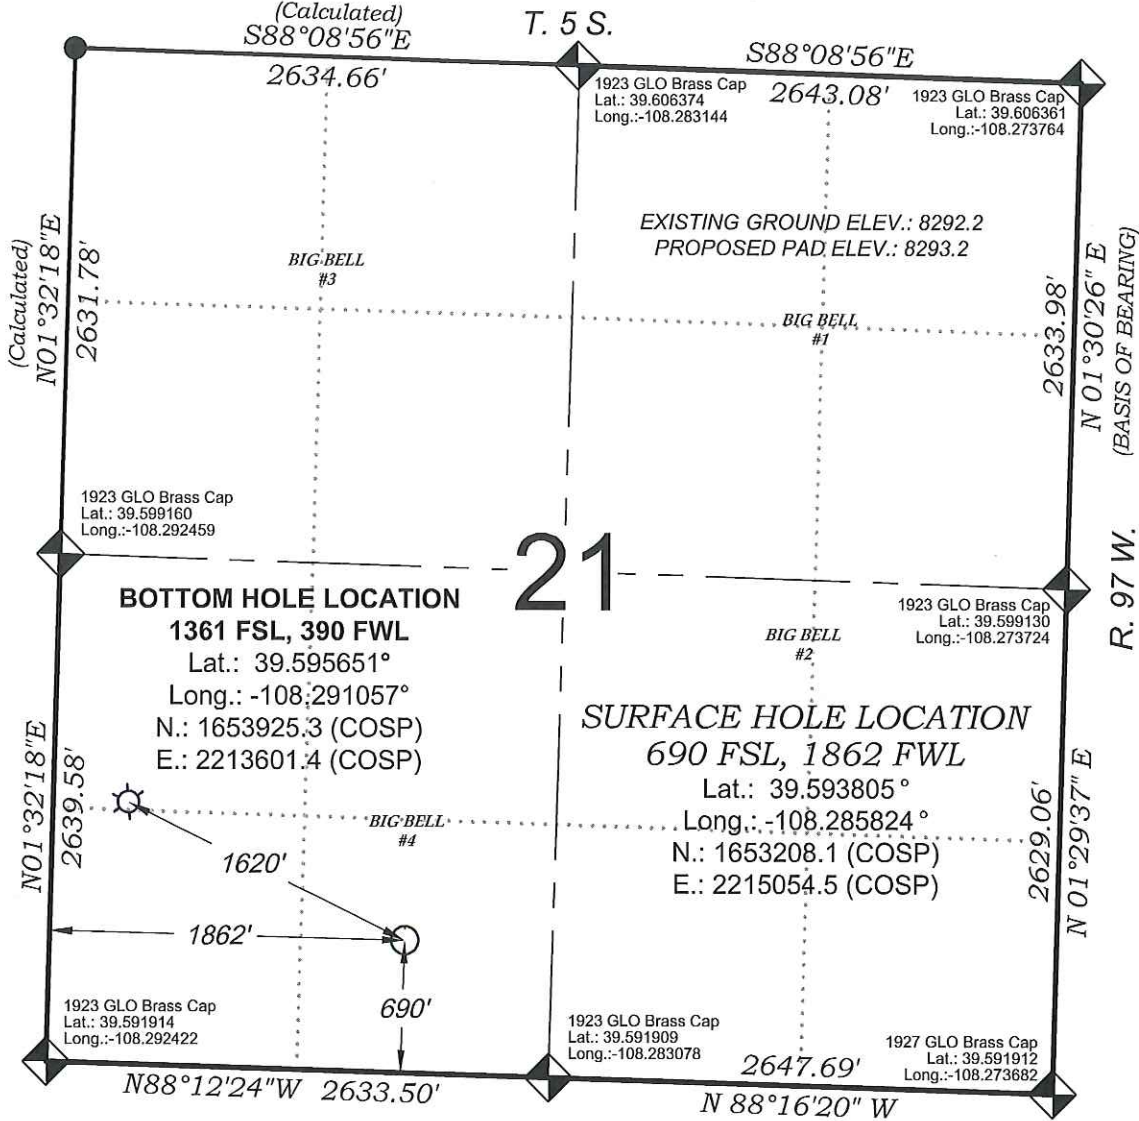 (Calculated)
S88°08'56"E
2634.66'
T. 5 S.
S88°08'56"E
2643.08'
1923 GLO Brass Cap
Lat.: 39.606374
Long.:-108.283144
1923 GLO Brass Cap
Lat.: 39.606361
Long.:-108.273764
EXISTING GROUND ELEV.: 8292.2
PROPOSED PAD ELEV.: 8293.2
(Calculated)
N01°32'18"E
2631.78'
BIG BELL
#3
BIG BELL
#1
2633.98'
N 01°30'26" E
(BASIS OF BEARING)
1923 GLO Brass Cap
Lat.: 39.599160
Long.:-108.292459
21
R. 97 W.
BOTTOM HOLE LOCATION
1361 FSL, 390 FWL
Lat.: 39.595651°
Long.: -108.291057°
N.: 1653925.3 (COSP)
E.: 2213601.4 (COSP)
1923 GLO Brass Cap
Lat.: 39.599130
Long.:-108.273724
BIG BELL
#2
SURFACE HOLE LOCATION
690 FSL, 1862 FWL
Lat.: 39.593805°
Long.: -108.285824°
N.: 1653208.1 (COSP)
E.: 2215054.5 (COSP)
N01°32'18"E
2639.58'
BIG BELL
#4
1620'
1862'
690'
2629.06'
N 01°29'37" E
1923 GLO Brass Cap
Lat.: 39.591914
Long.:-108.292422
1923 GLO Brass Cap
Lat.: 39.591909
Long.:-108.283078
1927 GLO Brass Cap
Lat.: 39.591912
Long.:-108.273682
N88°12'24"W 2633.50'
2647.69'
N 88°16'20" W